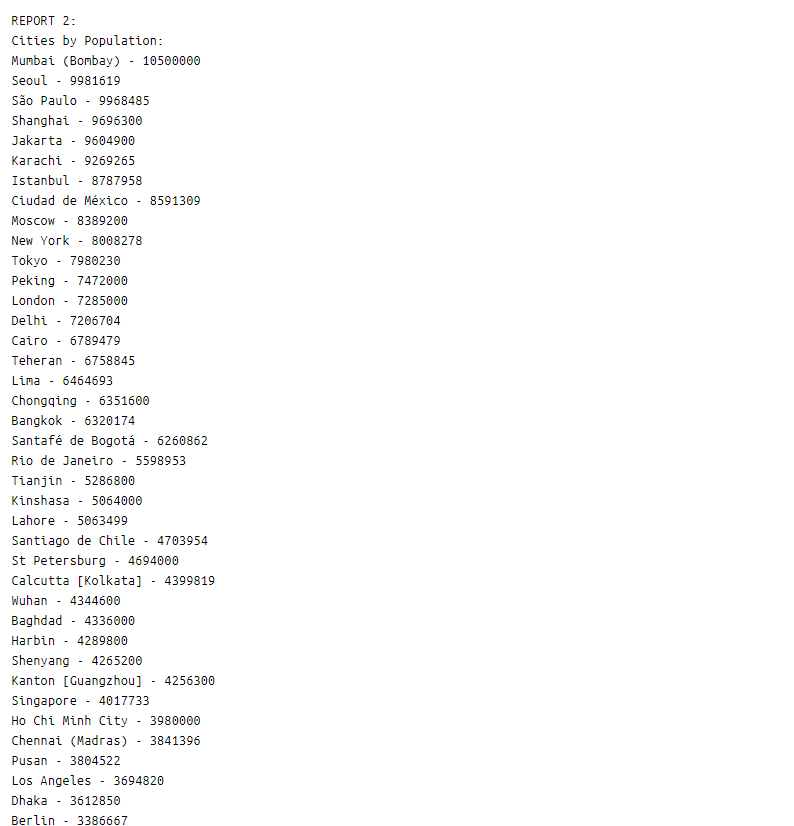 REPORT 2:
Cities by Population:
Mumbai (Bombay) - 10500000
Seoul - 9981619
São Paulo - 9968485
Shanghai - 9696300
Jakarta - 9604900
Karachi - 9269265
Istanbul - 8787958
Ciudad de México - 8591309
Moscow - 8389200
New York - 8008278
Tokyo - 7980230
Peking - 7472000
London - 7285000
Delhi - 7206704
Cairo - 6789479
Teheran - 6758845
Lima - 6464693
Chongqing - 6351600
Bangkok - 6320174
Santafé de Bogotá - 6260862
Rio de Janeiro - 5598953
Tianjin - 5286800
Kinshasa - 5064000
Lahore - 5063499
Santiago de Chile - 4703954
St Petersburg - 4694000
Calcutta [Kolkata] - 4399819
Wuhan - 4344600
Baghdad - 4336000
Harbin - 4289800
Shenyang - 4265200
Kanton [Guangzhou] - 4256300
Singapore - 4017733
Ho Chi Minh City - 3980000
Chennai (Madras) - 3841396
Pusan - 3804522
Los Angeles - 3694820
Dhaka - 3612850
Berlin - 3386667